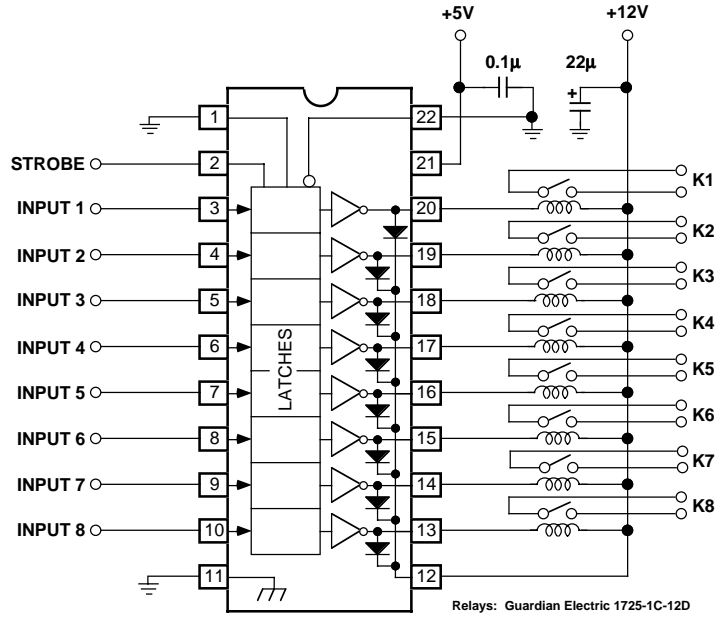 +5V
+12V
0.1µ
22µ
+
1
22
STROBE
2
21
K1
INPUT 1
3
20
K2
INPUT 2
4
19
K3
INPUT 3
5
18
K4
INPUT 4
6
17
LATCHES
K5
INPUT 5
7
16
K6
INPUT 6
8
15
K7
INPUT 7
9
14
K8
INPUT 8
10
13
11
12
Relays: Guardian Electric 1725-1C-12D